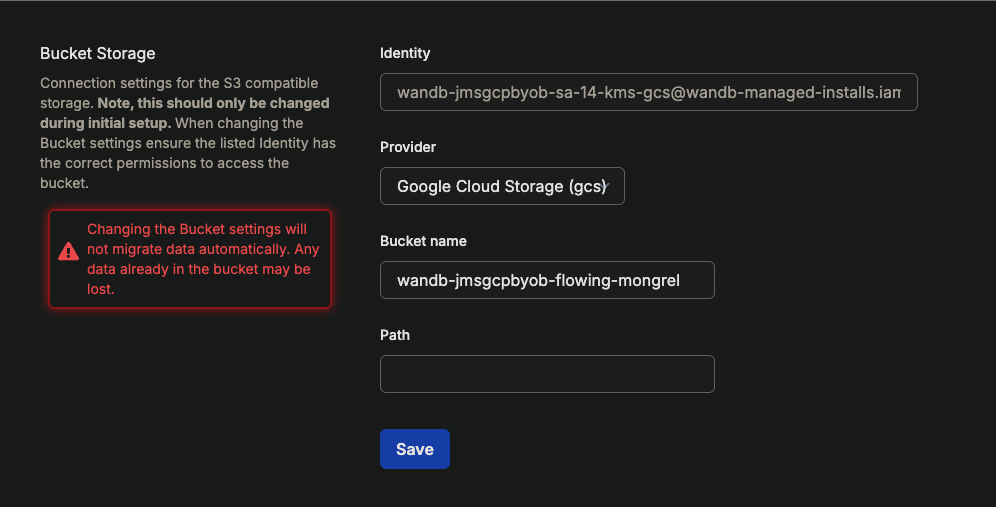 Bucket Storage
Connection settings for the S3 compatible
storage. Note, this should only be changed
during initial setup. When changing the
Bucket settings ensure the listed Identity has
the correct permissions to access the
bucket.
Changing the Bucket settings will
not migrate data automatically. Any
data already in the bucket may be
lost.
Identity
wandb-jmsgcpbyob-sa-14-kms-gcs@wandb-managed-installs.iam
Provider
Google Cloud Storage (gcs)
Bucket name
wandb-jmsgcpbyob-flowing-mongrel
Path
Save